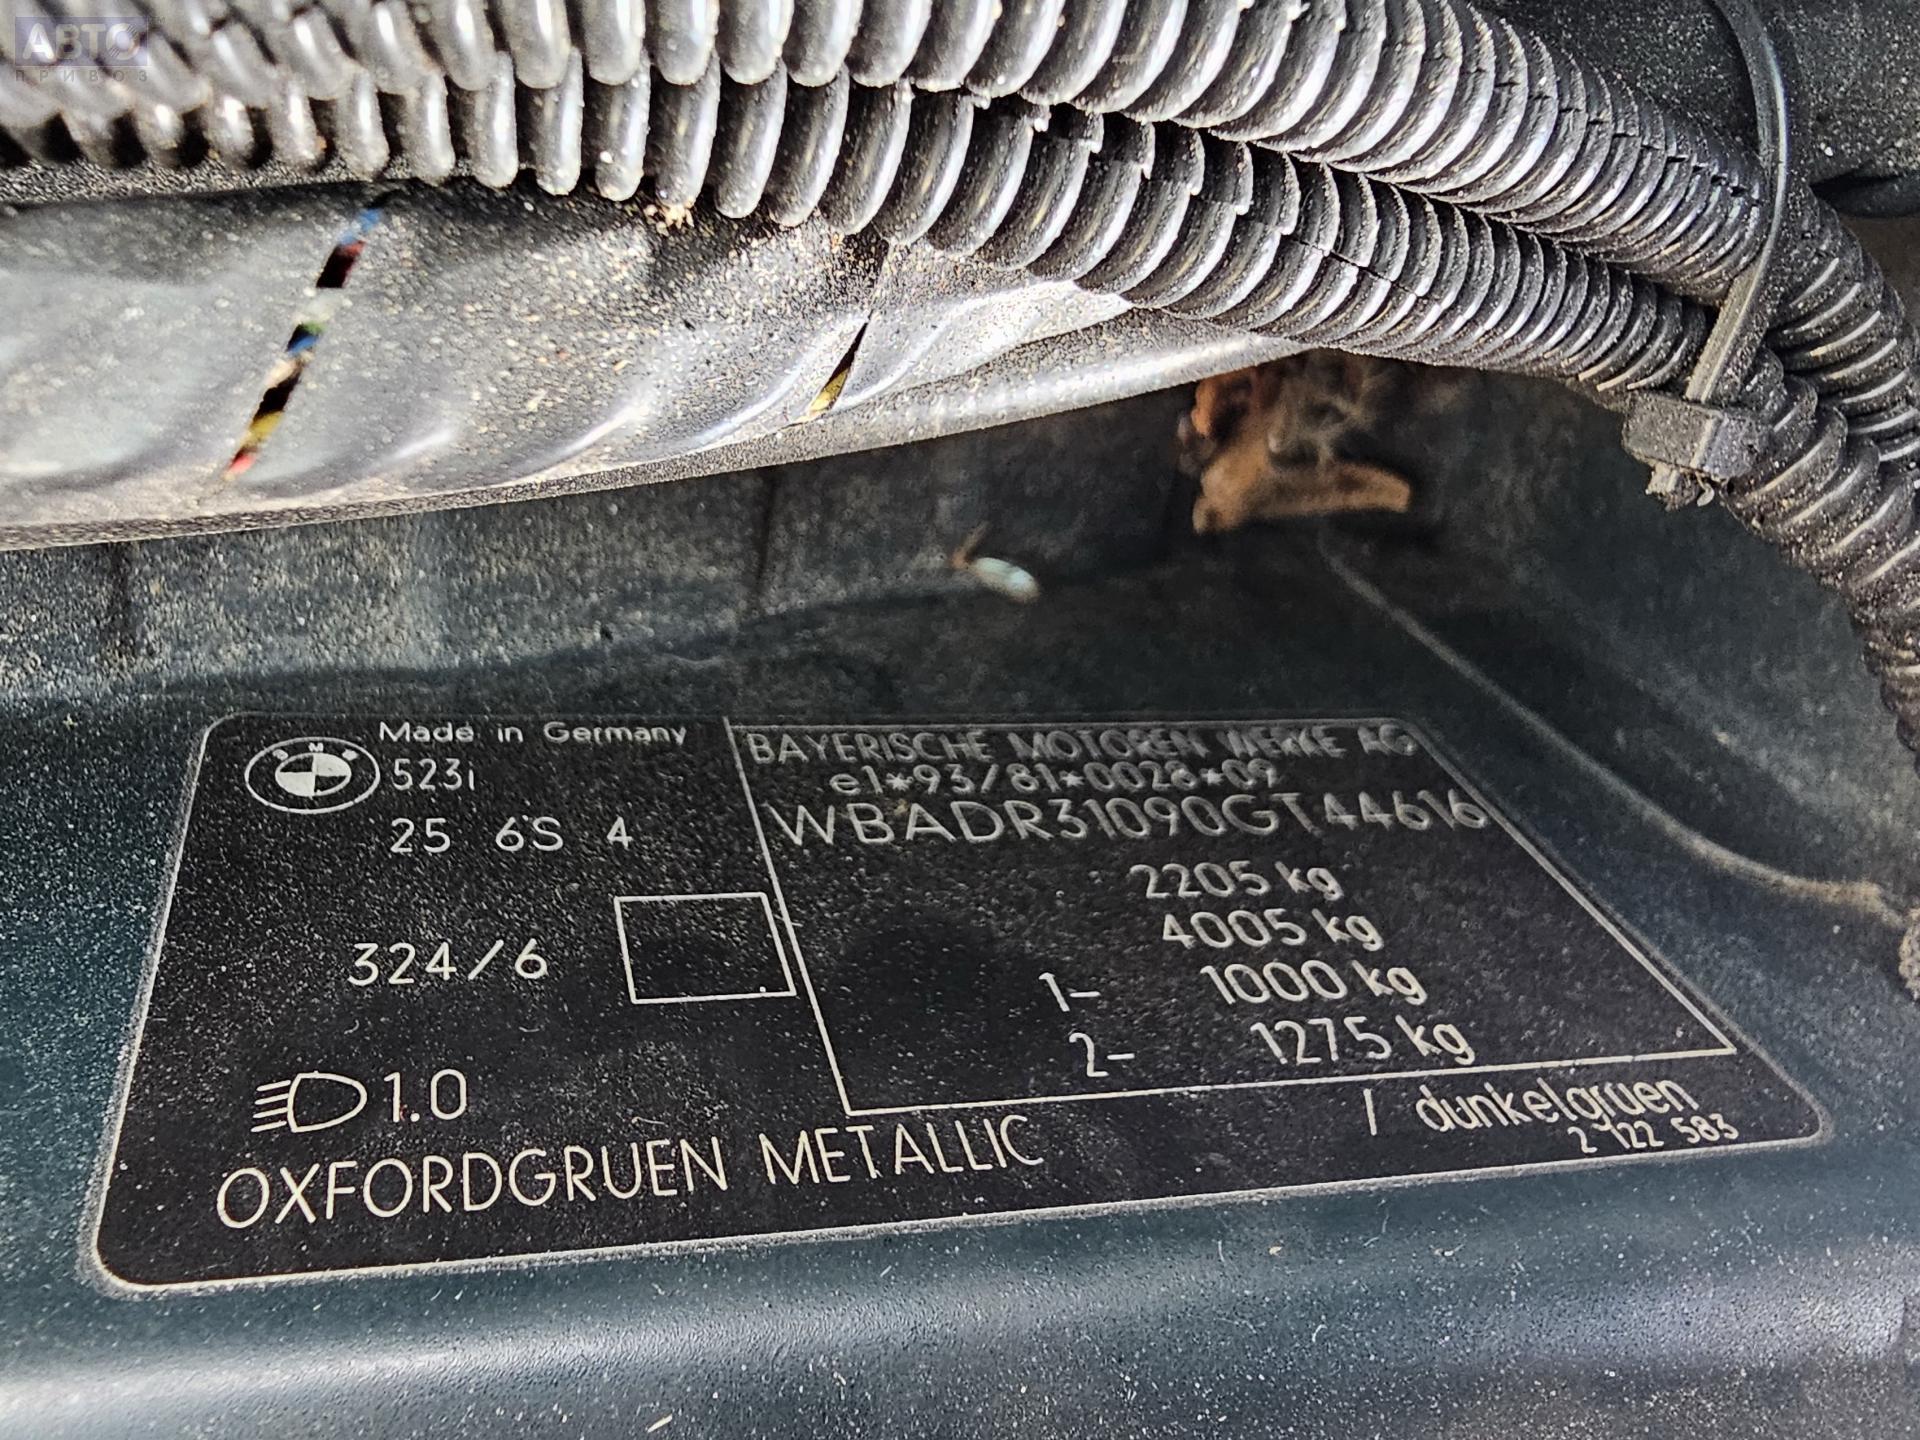 АВТО
ПРИВОЗ
BMW
Made in Germany
523i
25 6S 4
324/6
1.0
OXFORDGRUEN METALLIC
BAYERISCHE MOTOREN WERKE AG
e1*93/81*0028*09
WBADR31090GT44616
2205 kg
4005 kg
1- 1000 kg
2- 1275 kg
/ dunkelgruen
2 122 583